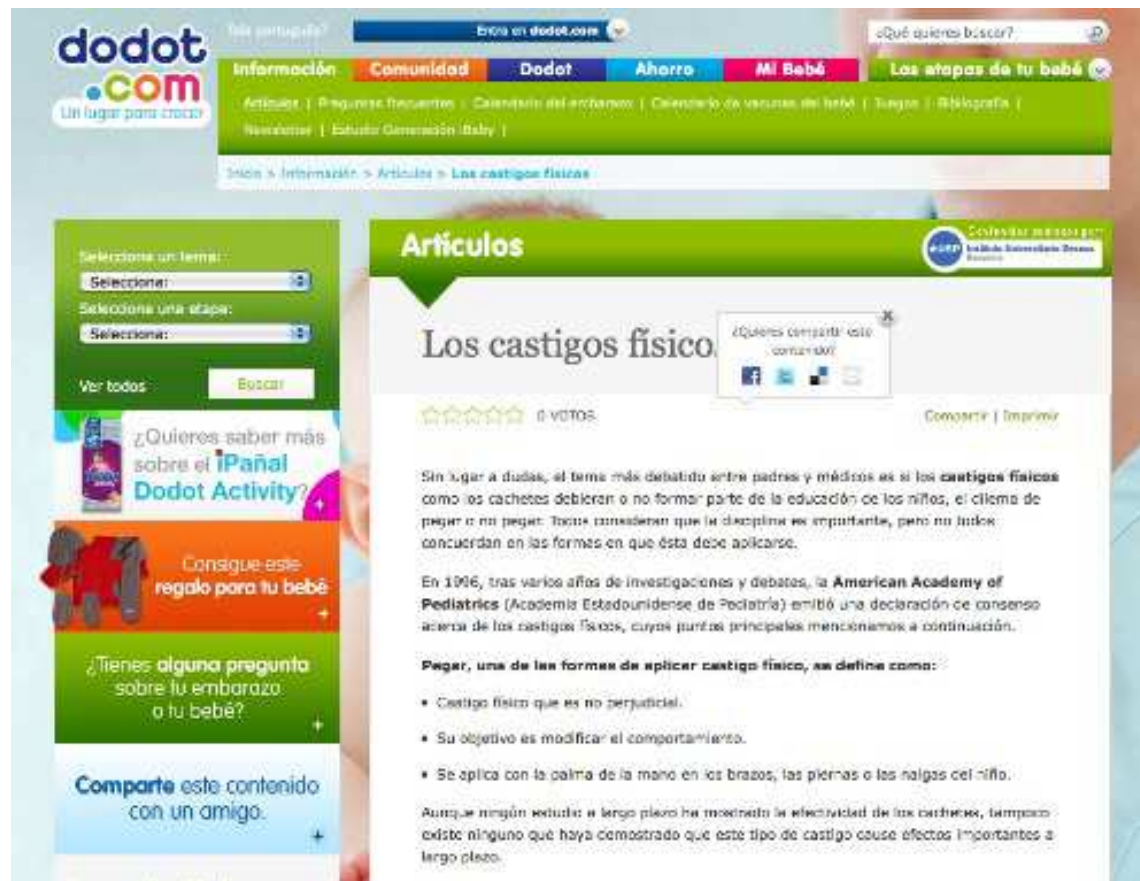 dodot
.com
Un lugar para crecer
Entra en dodot.com
¿Qué quieres buscar?
Información Comunidad Dodot Ahorro Mi Bebé Las etapas de tu bebé
Artículos | Preguntas frecuentes | Calendario del embarazo | Calendario de vacunas del bebé | Juegos | Bibliografía |
Newsletter | Estudio Generación Baby |
Inicio > Información > Artículos > Los castigos físicos
Selecciona un tema:
Selecciona:
Selecciona una etapa:
Selecciona:
Ver todos Buscar
¿Quieres saber más
sobre el iPañal
Dodot Activity?
Consigue este
regalo para tu bebé
¿Tienes alguna pregunta
sobre tu embarazo
o tu bebé?
Comparte este contenido
con un amigo.
Artículos
Instituto Universitario Dexeus
Los castigos físico
¿Quieres compartir este
contenido?
0 VOTOS
Compartir | Imprimir
Sin lugar a dudas, el tema más debatido entre padres y médicos es si los castigos físicos
como los cachetes debieran o no formar parte de la educación de los niños, el dilema de
pegar o no pegar. Todos consideran que la disciplina es importante, pero no todos
concuerdan en las formas en que ésta debe aplicarse.
En 1996, tras varios años de investigaciones y debates, la American Academy of
Pediatrics (Academia Estadounidense de Pediatría) emitió una declaración de consenso
acerca de los castigos físicos, cuyos puntos principales mencionamos a continuación.
Pegar, una de las formas de aplicar castigo físico, se define como:
• Castigo físico que es no perjudicial.
• Su objetivo es modificar el comportamiento.
• Se aplica con la palma de la mano en los brazos, las piernas o las nalgas del niño.
Aunque ningún estudio a largo plazo ha mostrado la efectividad de los cachetes, tampoco
existe ninguno que haya demostrado que este tipo de castigo cause efectos importantes a
largo plazo.